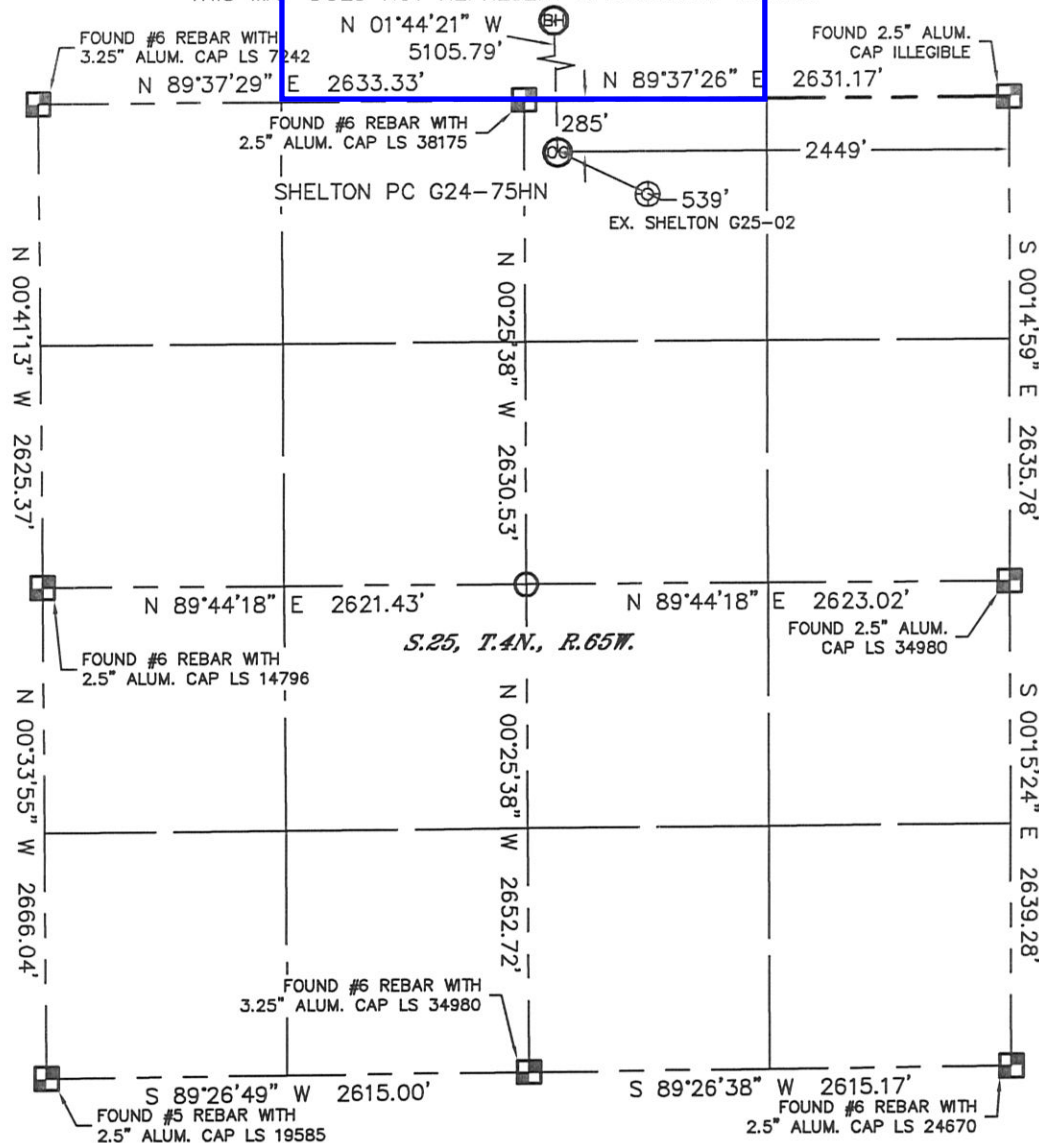 N 01°44'21" W
5105.79'
BH
FOUND #6 REBAR WITH
3.25" ALUM. CAP LS 7242
FOUND 2.5" ALUM.
CAP ILLEGIBLE
N 89°37'29" E 2633.33'
N 89°37'26" E 2631.17'
FOUND #6 REBAR WITH
2.5" ALUM. CAP LS 38175
285'
OG
2449'
SHELTON PC G24-75HN
539'
EX. SHELTON G25-02
N 00°41'13" W 2625.37'
N 00°25'38" W 2630.53'
S 00°14'59" E 2635.78'
N 89°44'18" E 2621.43'
N 89°44'18" E 2623.02'
S.25, T.4N., R.65W.
FOUND 2.5" ALUM.
CAP LS 34980
FOUND #6 REBAR WITH
2.5" ALUM. CAP LS 14796
N 00°33'55" W 2666.04'
N 00°25'38" W 2652.72'
S 00°15'24" E 2639.28'
FOUND #6 REBAR WITH
3.25" ALUM. CAP LS 34980
S 89°26'49" W 2615.00'
S 89°26'38" W 2615.17'
FOUND #5 REBAR WITH
2.5" ALUM. CAP LS 19585
FOUND #6 REBAR WITH
2.5" ALUM. CAP LS 24670